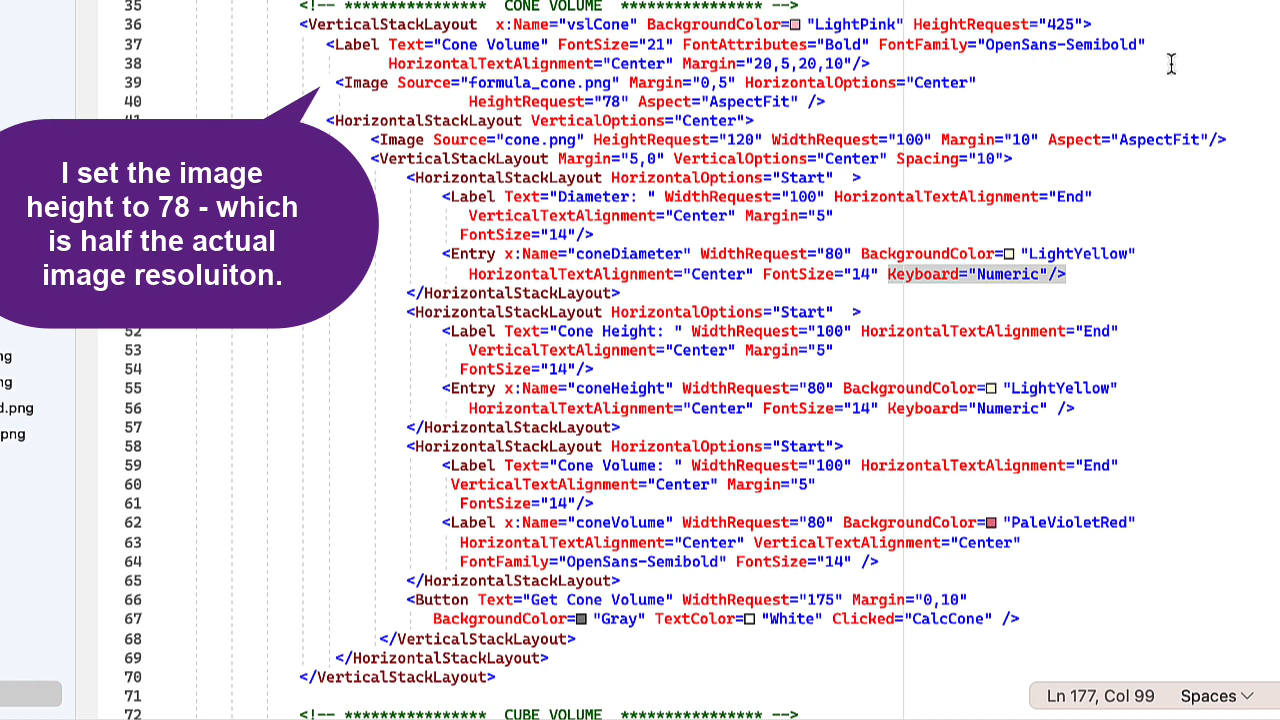 35 <!-- **************** CONE VOLUME **************** -->
36 <VerticalStackLayout x:Name="vslCone" BackgroundColor= "LightPink" HeightRequest="425">
37 <Label Text="Cone Volume" FontSize="21" FontAttributes="Bold" FontFamily="OpenSans-Semibold"
38 HorizontalTextAlignment="Center" Margin="20,5,20,10"/>
39 <Image Source="formula_cone.png" Margin="0,5" HorizontalOptions="Center"
40 HeightRequest="78" Aspect="AspectFit" />
41 <HorizontalStackLayout VerticalOptions="Center">
<Image Source="cone.png" HeightRequest="120" WidthRequest="100" Margin="10" Aspect="AspectFit"/>
<VerticalStackLayout Margin="5,0" VerticalOptions="Center" Spacing="10">
<HorizontalStackLayout HorizontalOptions="Start" >
<Label Text="Diameter: " WidthRequest="100" HorizontalTextAlignment="End"
VerticalTextAlignment="Center" Margin="5"
FontSize="14"/>
<Entry x:Name="coneDiameter" WidthRequest="80" BackgroundColor= "LightYellow"
HorizontalTextAlignment="Center" FontSize="14" Keyboard="Numeric"/>
</HorizontalStackLayout>
<HorizontalStackLayout HorizontalOptions="Start" >
52 <Label Text="Cone Height: " WidthRequest="100" HorizontalTextAlignment="End"
53 VerticalTextAlignment="Center" Margin="5"
54 FontSize="14"/>
55 <Entry x:Name="coneHeight" WidthRequest="80" BackgroundColor= "LightYellow"
56 HorizontalTextAlignment="Center" FontSize="14" Keyboard="Numeric" />
57 </HorizontalStackLayout>
58 <HorizontalStackLayout HorizontalOptions="Start">
59 <Label Text="Cone Volume: " WidthRequest="100" HorizontalTextAlignment="End"
60 VerticalTextAlignment="Center" Margin="5"
61 FontSize="14"/>
62 <Label x:Name="coneVolume" WidthRequest="80" BackgroundColor= "PaleVioletRed"
63 HorizontalTextAlignment="Center" VerticalTextAlignment="Center"
64 FontFamily="OpenSans-Semibold" FontSize="14" />
65 </HorizontalStackLayout>
66 <Button Text="Get Cone Volume" WidthRequest="175" Margin="0,10"
67 BackgroundColor= "Gray" TextColor= "White" Clicked="CalcCone" />
68 </VerticalStackLayout>
69 </HorizontalStackLayout>
70 </VerticalStackLayout>
71
72 <!-- **************** CUBE VOLUME **************** -->
I set the image
height to 78 - which
is half the actual
image resoluiton.
ng
ng
d.png
png
Ln 177, Col 99 Spaces